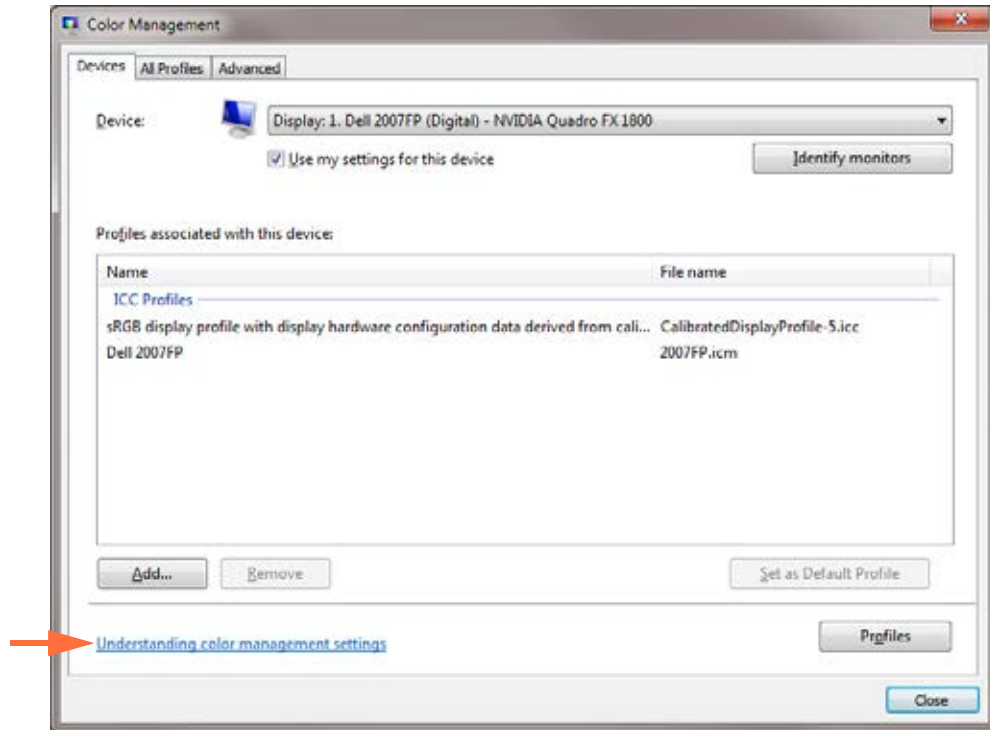 Color Management
Devices All Profiles Advanced
Device: Display: 1. Dell 2007FP (Digital) - NVIDIA Quadro FX 1800
Use my settings for this device Identify monitors
Profiles associated with this device:
Name File name
ICC Profiles
sRGB display profile with display hardware configuration data derived from cali... CalibratedDisplayProfile-5.icc
Dell 2007FP 2007FP.icm
Add... Remove Set as Default Profile
Understanding color management settings Profiles
Close